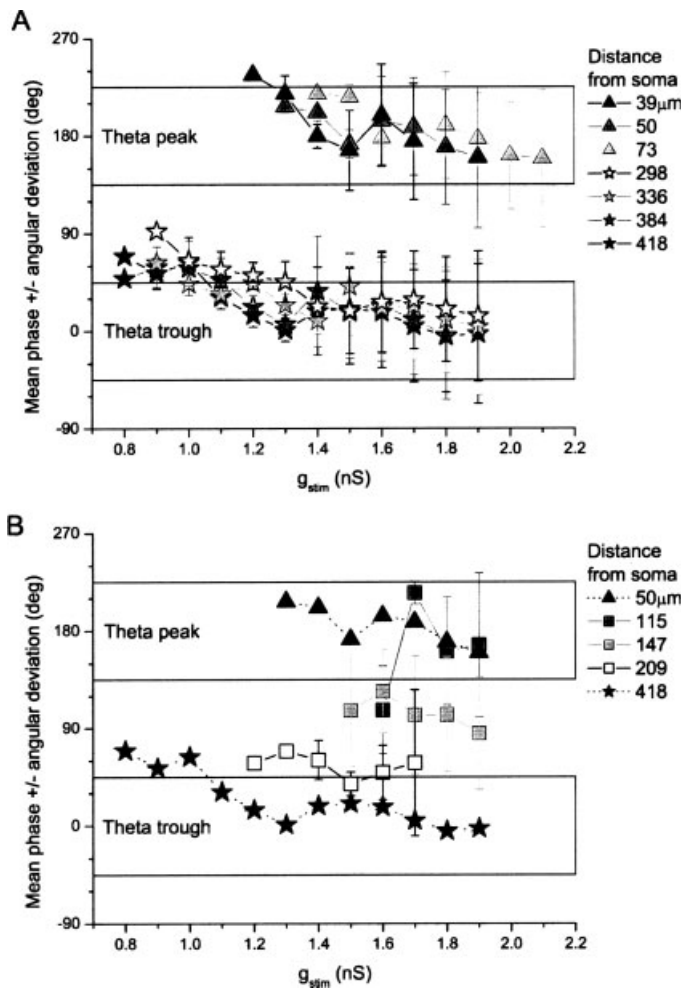 A
Mean phase +/- angular deviation (deg)
270
180
90
0
-90
Theta peak
Theta trough
0.8 1.0 1.2 1.4 1.6 1.8 2.0 2.2
g_stim (nS)
Distance
from soma
39μm
50
73
298
336
384
418
B
Mean phase +/- angular deviation (deg)
270
180
90
0
-90
Theta peak
Theta trough
0.8 1.0 1.2 1.4 1.6 1.8 2.0 2.2
g_stim (nS)
Distance
from soma
50μm
115
147
209
418